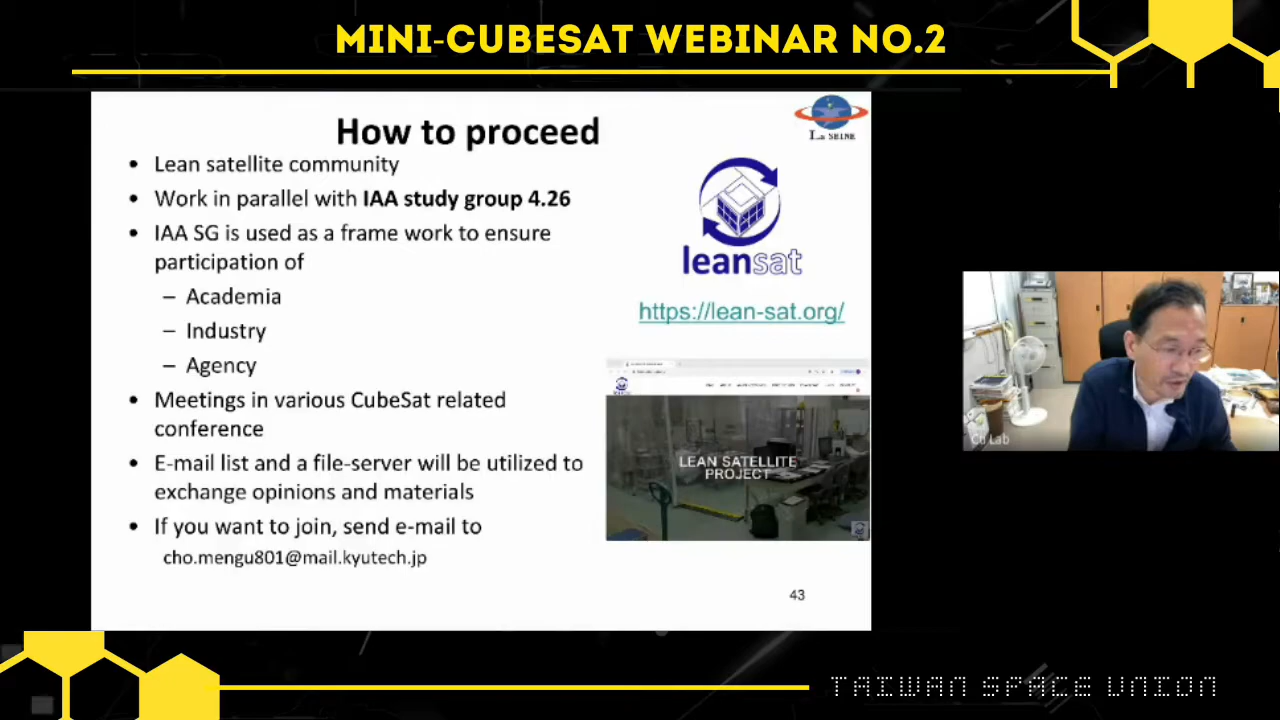 MINI-CUBESAT WEBINAR NO.2
How to proceed
La SEINE
• Lean satellite community
• Work in parallel with IAA study group 4.26
• IAA SG is used as a frame work to ensure
participation of
– Academia
– Industry
– Agency
• Meetings in various CubeSat related
conference
• E-mail list and a file-server will be utilized to
exchange opinions and materials
• If you want to join, send e-mail to
cho.mengu801@mail.kyutech.jp
leansat
https://lean-sat.org/
LEAN SATELLITE
PROJECT
43
Lab
TAIWAN SPACE UNION